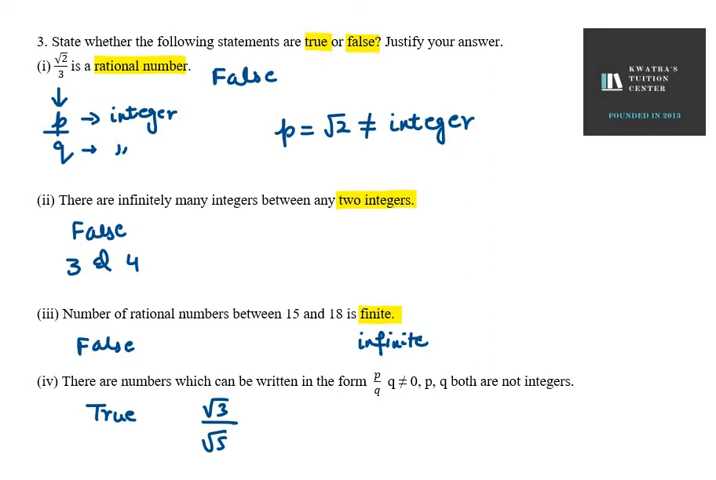 3. State whether the following statements are true or false? Justify your answer.
(i) √2/3 is a rational number. False
p → integer
q → ,,
p = √2 ≠ integer
KWATRA'S
TUITION
CENTER
FOUNDED IN 2013
(ii) There are infinitely many integers between any two integers.
False
3 & 4
(iii) Number of rational numbers between 15 and 18 is finite.
False infinite
(iv) There are numbers which can be written in the form p/q q ≠ 0, p, q both are not integers.
True √3/√5